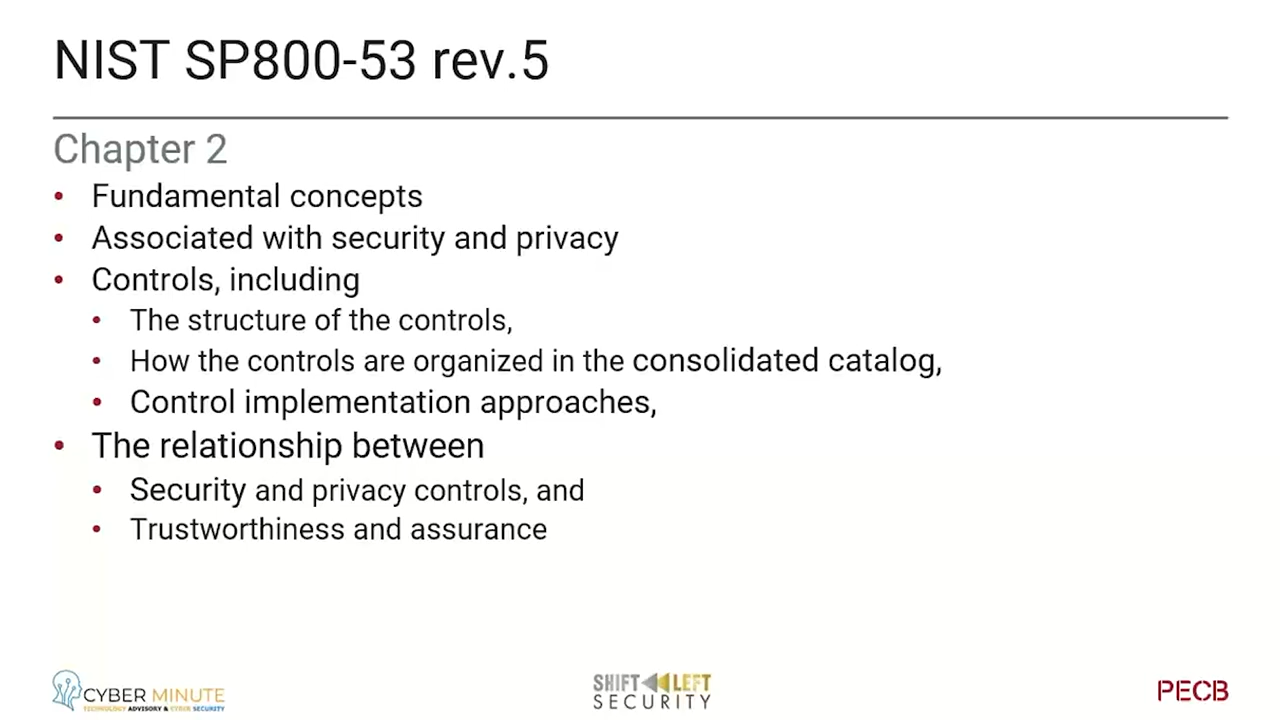 NIST SP800-53 rev.5
Chapter 2
• Fundamental concepts
• Associated with security and privacy
• Controls, including
• The structure of the controls,
• How the controls are organized in the consolidated catalog,
• Control implementation approaches,
• The relationship between
• Security and privacy controls, and
• Trustworthiness and assurance
CYBER MINUTE
TECHNOLOGY ADVISORY & CYBER SECURITY
SHIFT LEFT
SECURITY
PECB